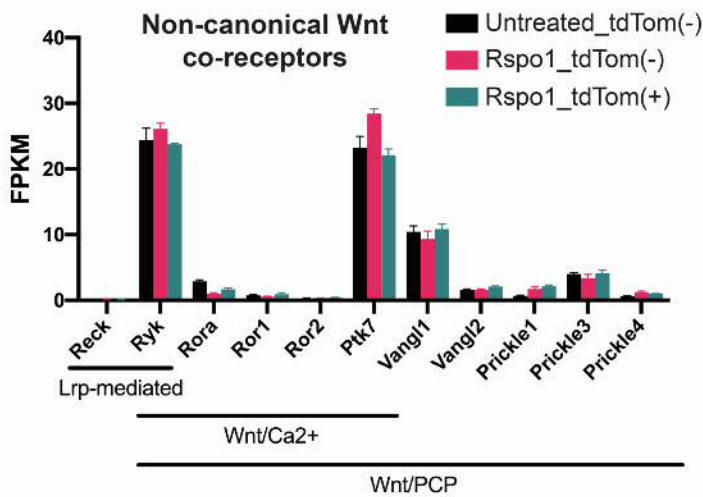 Non-canonical Wnt
co-receptors
Untreated_tdTom(-)
Rspo1_tdTom(-)
Rspo1_tdTom(+)
FPKM
40
30
20
10
0
Reck
Ryk
Rora
Ror1
Ror2
Ptk7
Vangl1
Vangl2
Prickle1
Prickle3
Prickle4
Lrp-mediated
Wnt/Ca2+
Wnt/PCP